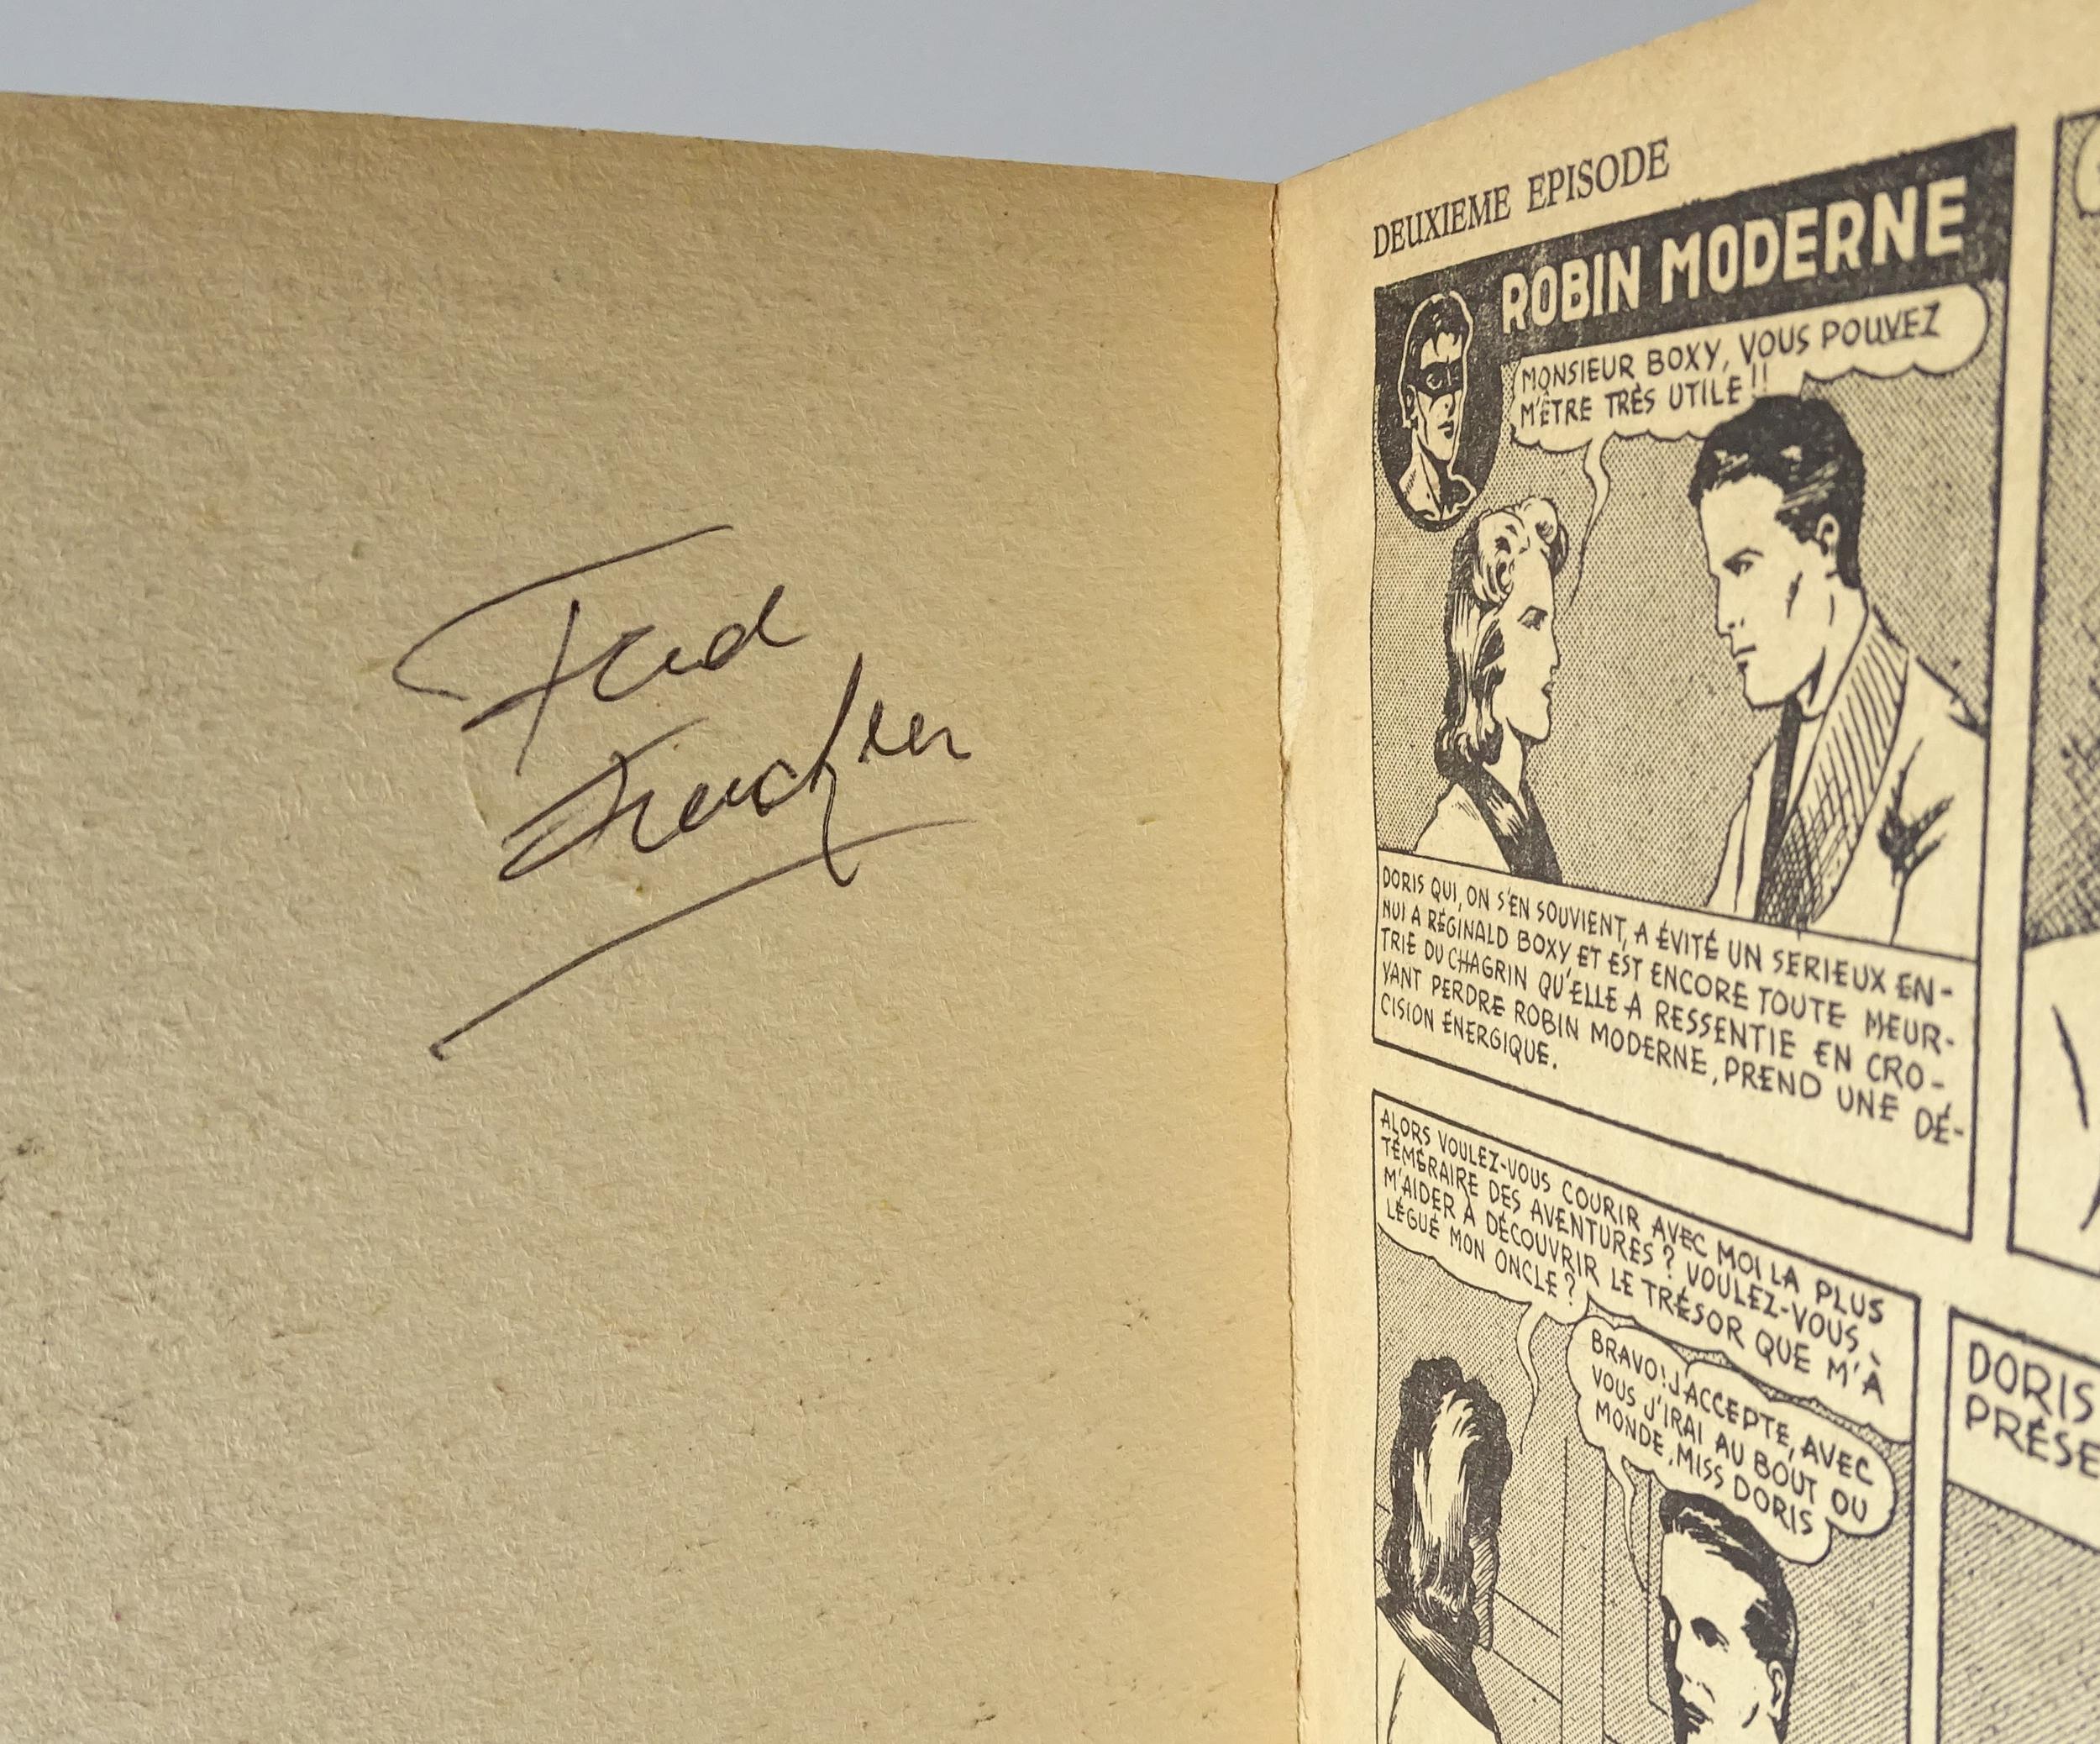 Fred
Funcken
DEUXIEME EPISODE
ROBIN MODERNE
MONSIEUR BOXY, VOUS POUVEZ
M'ÊTRE TRÈS UTILE!!
DORIS QUI, ON S'EN SOUVIENT, A ÉVITÉ UN SERIEUX EN-
NUI A RÉGINALD BOXY ET EST ENCORE TOUTE MEUR-
TRIE DU CHAGRIN QU'ELLE A RESSENTIE EN CRO-
YANT PERDRE ROBIN MODERNE, PREND UNE DÉ-
CISION ÉNERGIQUE.
ALORS VOULEZ-VOUS COURIR AVEC MOI LA PLUS
TÉMÉRAIRE DES AVENTURES? VOULEZ-VOUS
M'AIDER À DÉCOUVRIR LE TRÉSOR QUE M'À
LÉGUÉ MON ONCLE?
BRAVO! J'ACCEPTE, AVEC
VOUS J'IRAI AU BOUT DU
MONDE, MISS DORIS
DORIS
PRÉSE